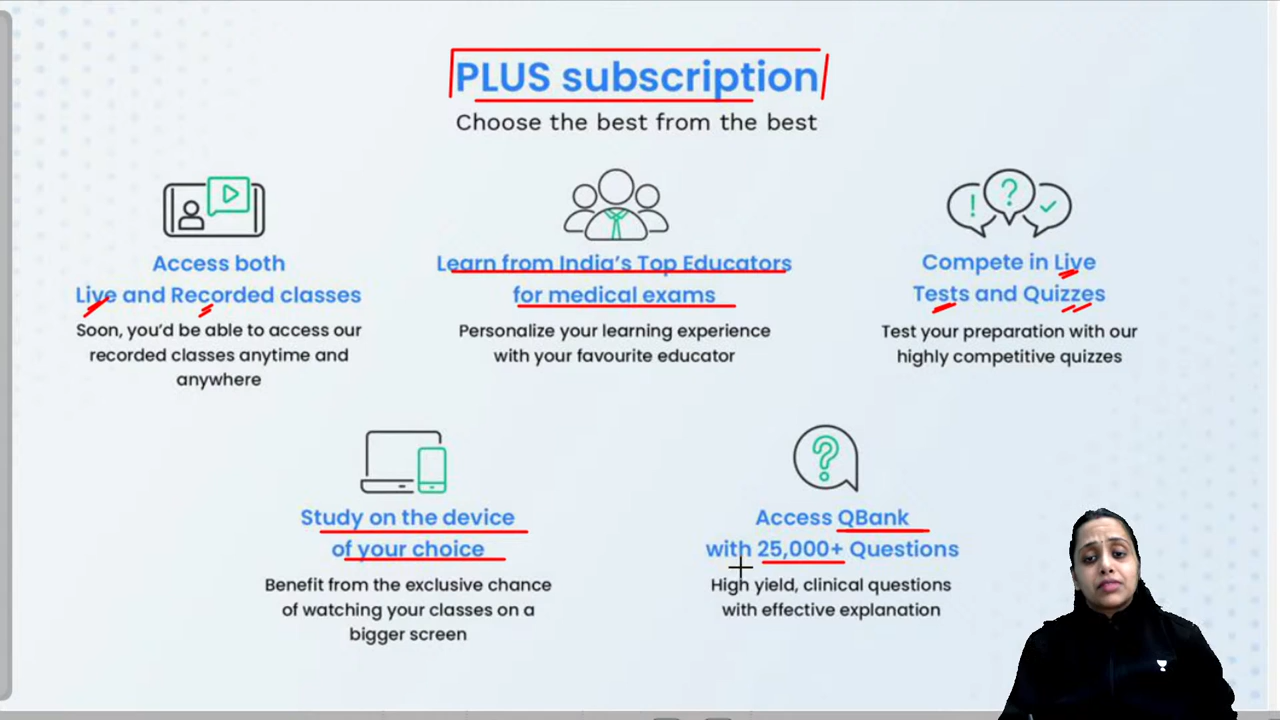 PLUS subscription
Choose the best from the best
Access both
Live and Recorded classes
Soon, you'd be able to access our
recorded classes anytime and
anywhere
Learn from India's Top Educators
for medical exams
Personalize your learning experience
with your favourite educator
Compete in Live
Tests and Quizzes
Test your preparation with our
highly competitive quizzes
Study on the device
of your choice
Benefit from the exclusive chance
of watching your classes on a
bigger screen
Access QBank
with 25,000+ Questions
High yield, clinical questions
with effective explanation